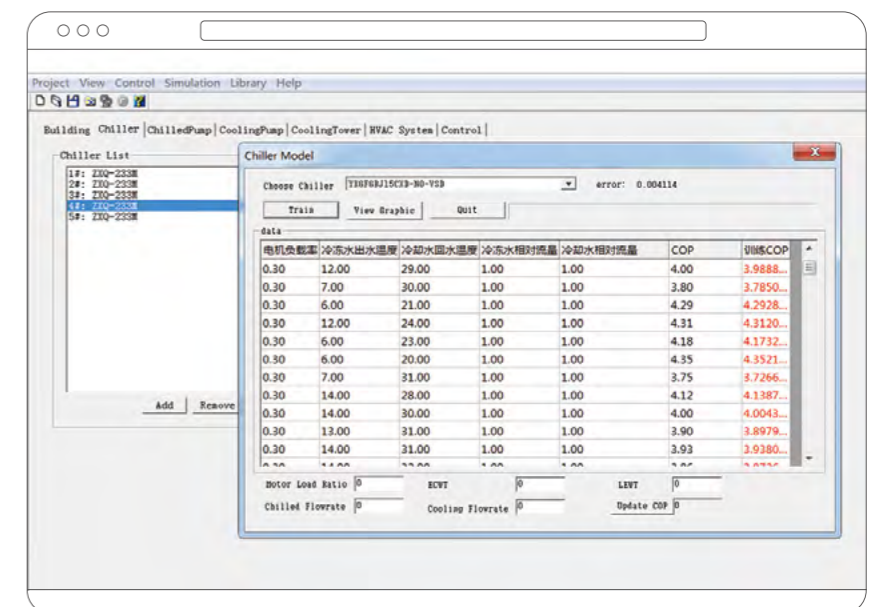 Project View Control Simulation Library Help
Building Chiller ChilledPump CoolingPump CoolingTower HVAC System Control
Chiller List
1#: ZXQ-233M
2#: ZXQ-233M
3#: ZXQ-233M
4#: ZXQ-233M
5#: ZXQ-233M
Add Remove
Chiller Model X
Choose Chiller error: 0.004114
Train View Graphic Quit
data
电机负载率 冷冻水出水温度 冷却水回水温度 冷冻水相对流量 冷却水相对流量 COP 训练COP
0.30 12.00 29.00 1.00 1.00 4.00 3.9888...
0.30 7.00 30.00 1.00 1.00 3.80 3.7850...
0.30 6.00 21.00 1.00 1.00 4.29 4.2928...
0.30 12.00 24.00 1.00 1.00 4.31 4.3120...
0.30 6.00 23.00 1.00 1.00 4.18 4.1732...
0.30 6.00 20.00 1.00 1.00 4.35 4.3521...
0.30 7.00 31.00 1.00 1.00 3.75 3.7266...
0.30 14.00 28.00 1.00 1.00 4.12 4.1387...
0.30 14.00 30.00 1.00 1.00 4.00 4.0043...
0.30 13.00 31.00 1.00 1.00 3.90 3.8979...
0.30 14.00 31.00 1.00 1.00 3.93 3.9380...
Motor Load Ratio 0 ECWT 0 LEWT 0
Chilled Flowrate 0 Cooling Flowrate 0 Update COP 0